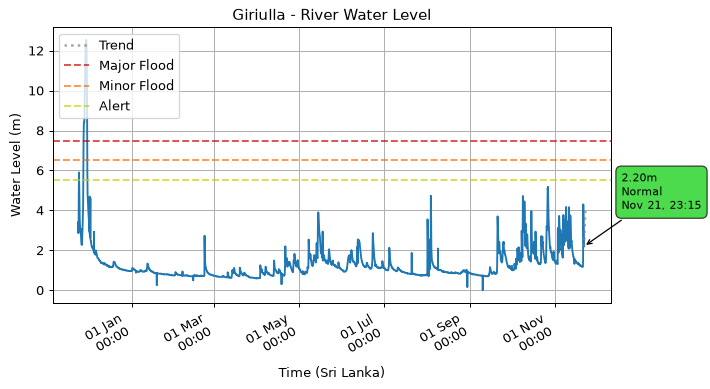 Giriulla - River Water Level
Trend
Major Flood
Minor Flood
Alert
Water Level (m)
12
10
8
6
4
2
0
2.20m
Normal
Nov 21, 23:15
01 Jan
00:00
01 Mar
00:00
01 May
00:00
01 Jul
00:00
01 Sep
00:00
01 Nov
00:00
Time (Sri Lanka)